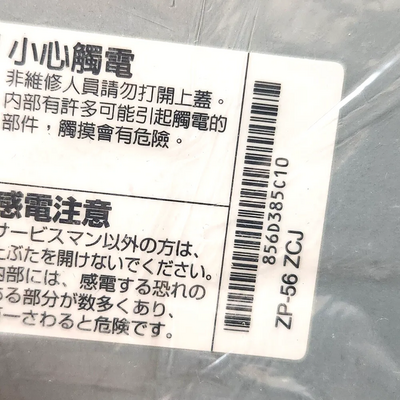 小心觸電
非維修人員請勿打開上蓋。
內部有許多可能引起觸電的
部件，觸摸會有危險。
感電注意
サービスマン以外の方は、
上ぶたを開けないでください。
内部には、感電する恐れの
ある部分が数多くあり、
さわると危険です。
856D385C10
ZP-56 ZCJ